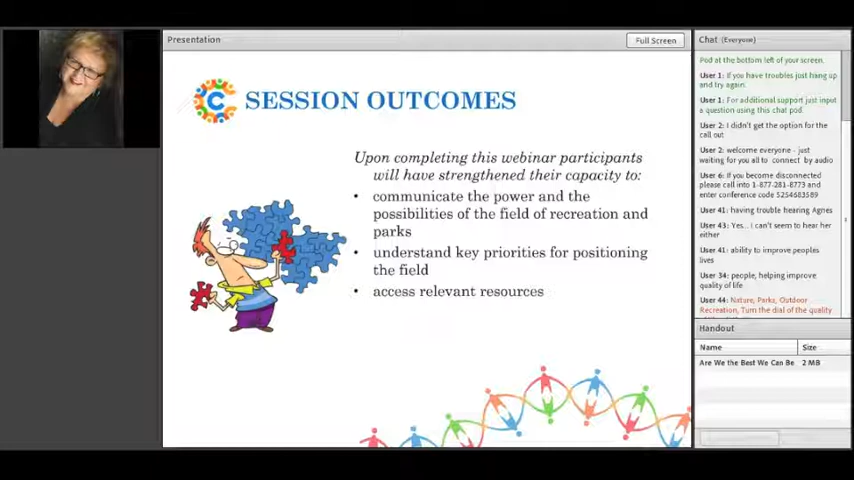 Presentation
Full Screen
SESSION OUTCOMES
Upon completing this webinar participants
will have strengthened their capacity to:
• communicate the power and the
possibilities of the field of recreation and
parks
• understand key priorities for positioning
the field
• access relevant resources
Chat (Everyone)
Pod at the bottom left of your screen.
User 1: If you have troubles just hang up
and try again.
User 1: For additional support just input
a question using this chat pod.
User 2: I didn't get the option for the
call out
User 2: welcome everyone - just
waiting for you all to connect by audio
User 6: If you become disconnected
please call into 1-877-281-8773 and
enter conference code 5254683589
User 41: having trouble hearing Agnes
User 43: Yes... I can't seem to hear her
either
User 41: ability to improve peoples
lives
User 34: people, helping improve
quality of life
User 44: Nature, Parks, Outdoor
Recreation, Turn the dial of the quality
Handout
Name Size
Are We the Best We Can Be 2 MB